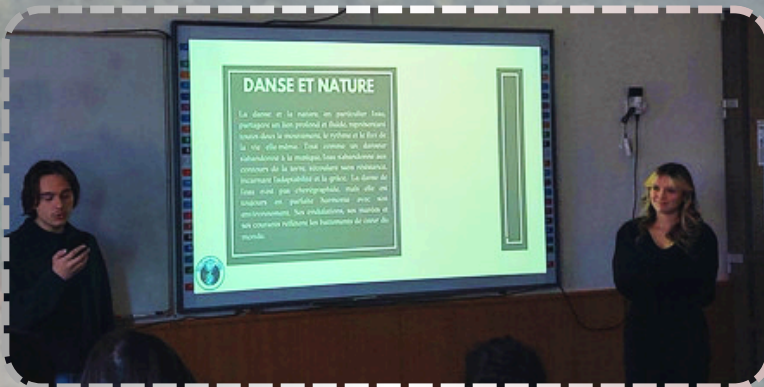 DANSE ET NATURE
La danse et la nature, en particulier l'eau,
partagent un lien profond et fluide, représentant
toutes deux le mouvement, le rythme et le flux de
la vie elle-même. Tout comme un danseur
s'abandonne à la musique, l'eau s'abandonne aux
contours de la terre, s'écoulant sans résistance,
incarnant l'adaptabilité et la grâce. La danse de
l'eau n'est pas chorégraphiée, mais elle est
toujours en parfaite harmonie avec son
environnement. Ses ondulations, ses marées et
ses courants reflètent les battements de cœur du
monde.